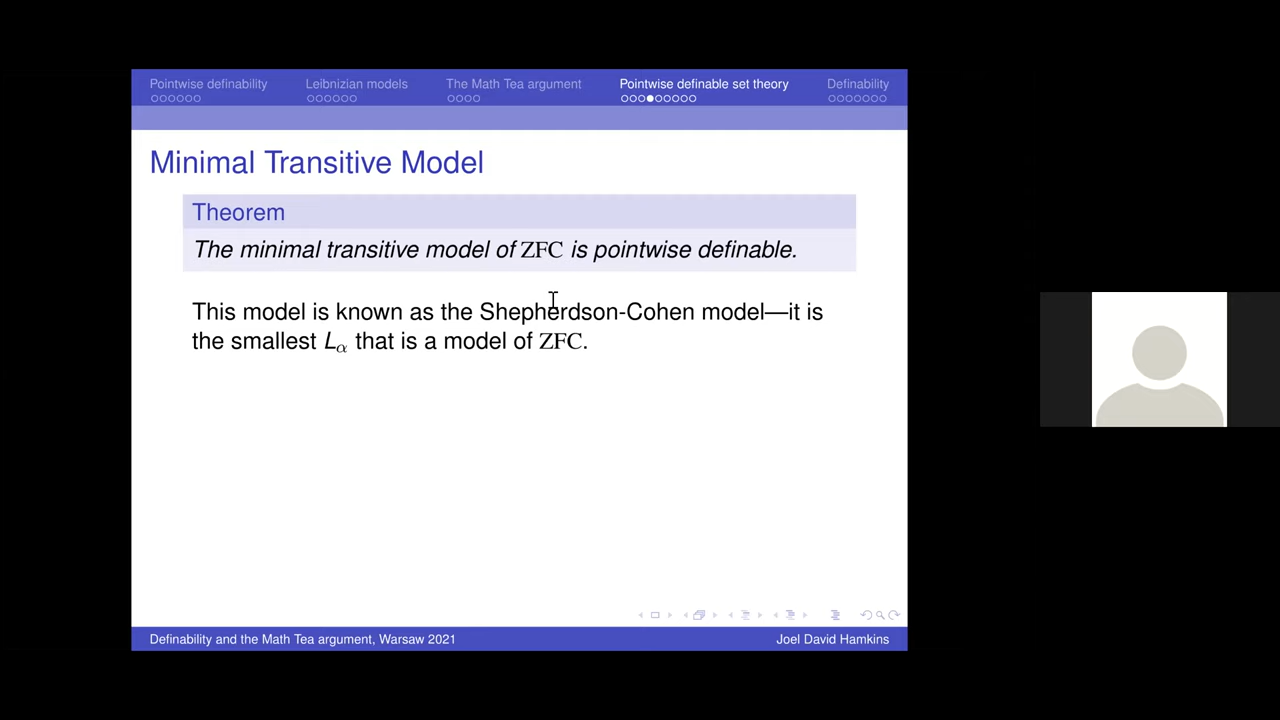 Pointwise definability Leibnizian models The Math Tea argument Pointwise definable set theory Definability
Minimal Transitive Model
Theorem
The minimal transitive model of ZFC is pointwise definable.
This model is known as the Shepherdson-Cohen model—it is
the smallest Lα that is a model of ZFC.
Definability and the Math Tea argument, Warsaw 2021 Joel David Hamkins